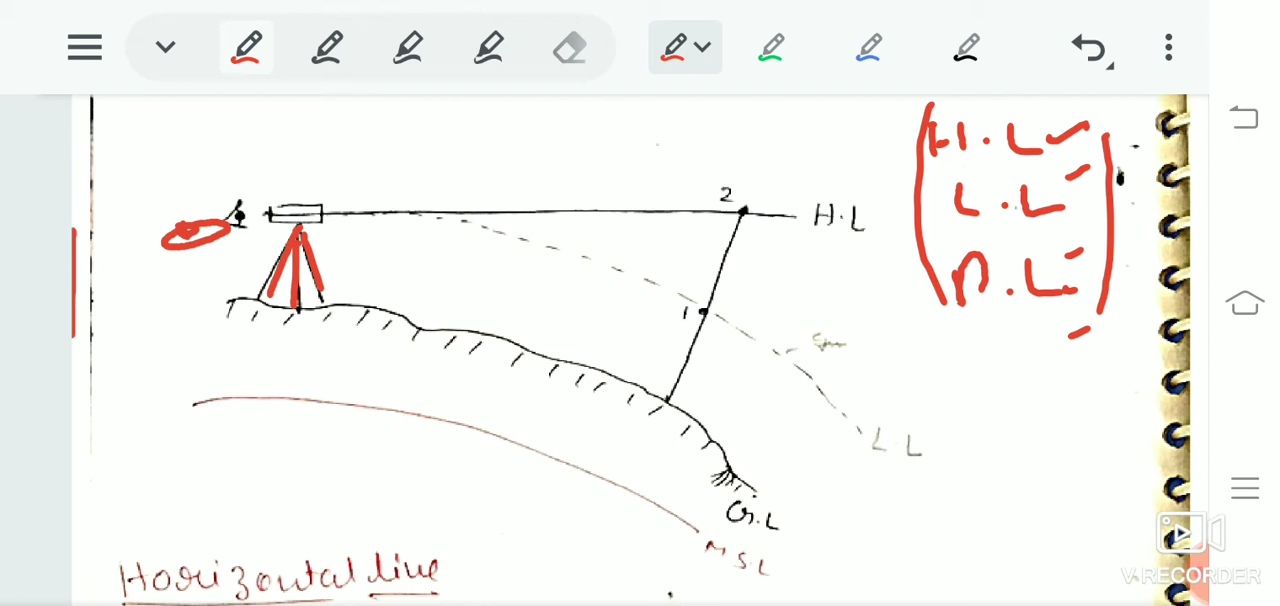 H.L
L.L
D.L
2
H.L
1
L.L
G.L
M S.L
Horizontal line
V.RECORDER